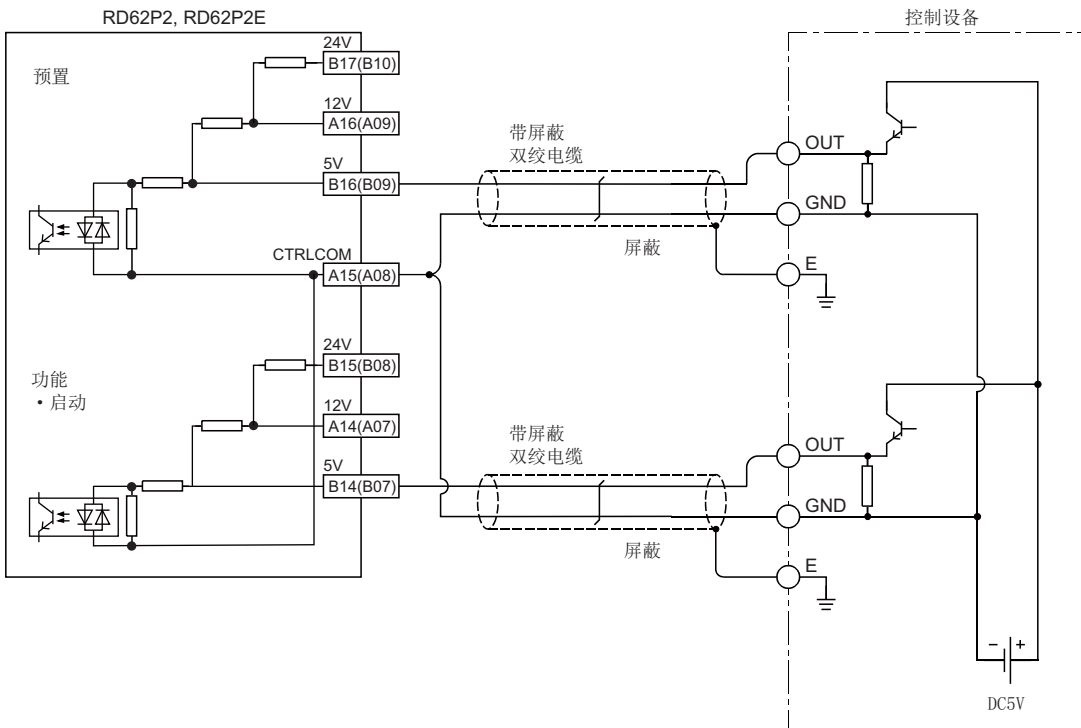 RD62P2, RD62P2E
控制设备
预置
24V
B17(B10)
12V
A16(A09)
5V
B16(B09)
带屏蔽
双绞电缆
屏蔽
OUT
GND
E
CTRLCOM
A15(A08)
功能
•启动
24V
B15(B08)
12V
A14(A07)
5V
B14(B07)
带屏蔽
双绞电缆
屏蔽
OUT
GND
E
− +
DC5V